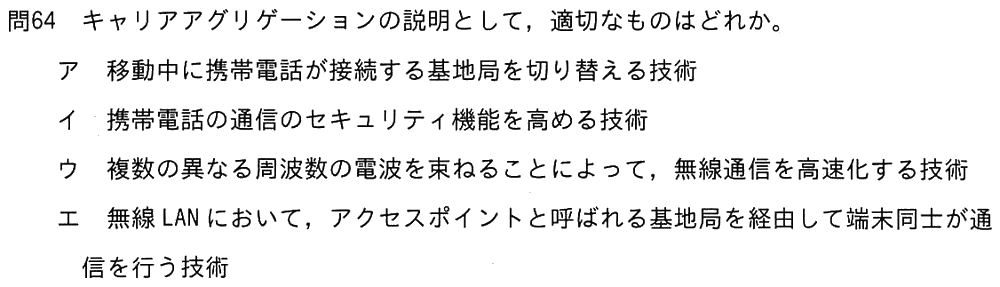 問64 キャリアアグリゲーションの説明として，適切なものはどれか。
ア 移動中に携帯電話が接続する基地局を切り替える技術
イ 携帯電話の通信のセキュリティ機能を高める技術
ウ 複数の異なる周波数の電波を束ねることによって，無線通信を高速化する技術
エ 無線 LAN において，アクセスポイントと呼ばれる基地局を経由して端末同士が通
信を行う技術